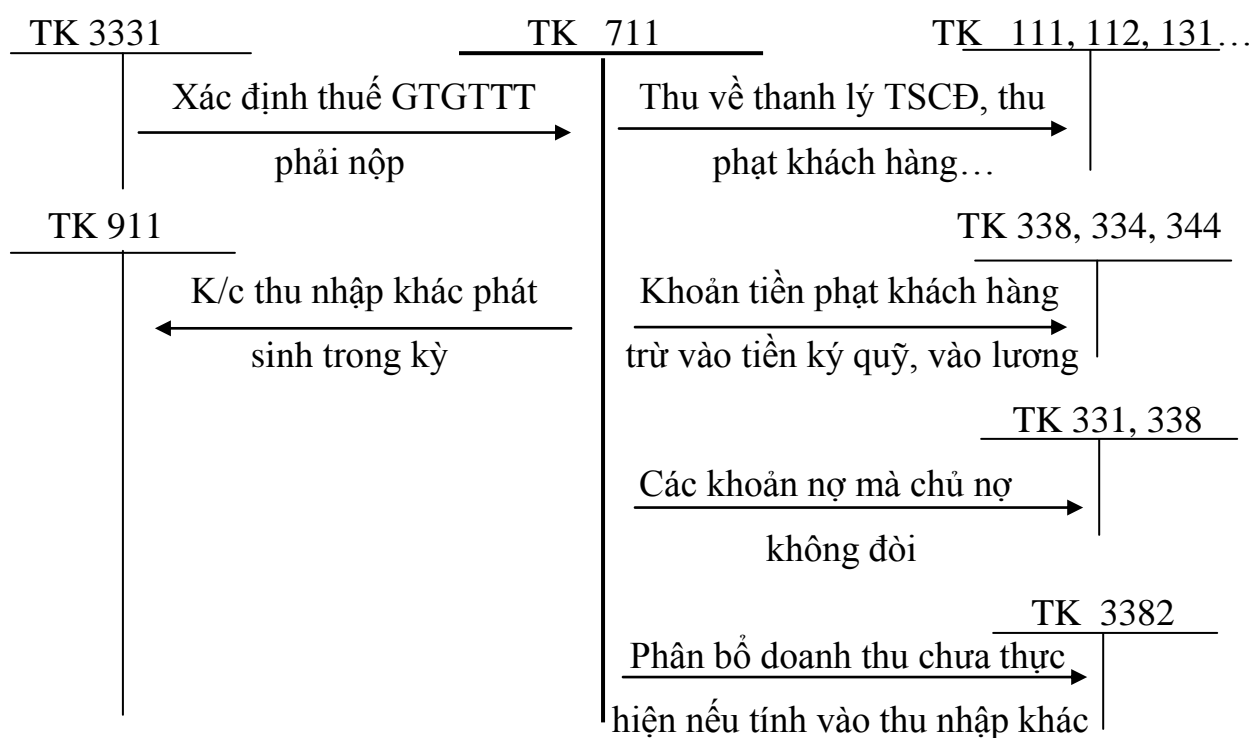 TK 3331
TK 711
TK 111, 112, 131…
Xác định thuế GTGTTT
phải nộp
Thu về thanh lý TSCĐ, thu
phạt khách hàng…
TK 911
TK 338, 334, 344
K/c thu nhập khác phát
sinh trong kỳ
Khoản tiền phạt khách hàng
trừ vào tiền ký quỹ, vào lương
TK 331, 338
Các khoản nợ mà chủ nợ
không đòi
TK 3382
Phân bổ doanh thu chưa thực
hiện nếu tính vào thu nhập khác